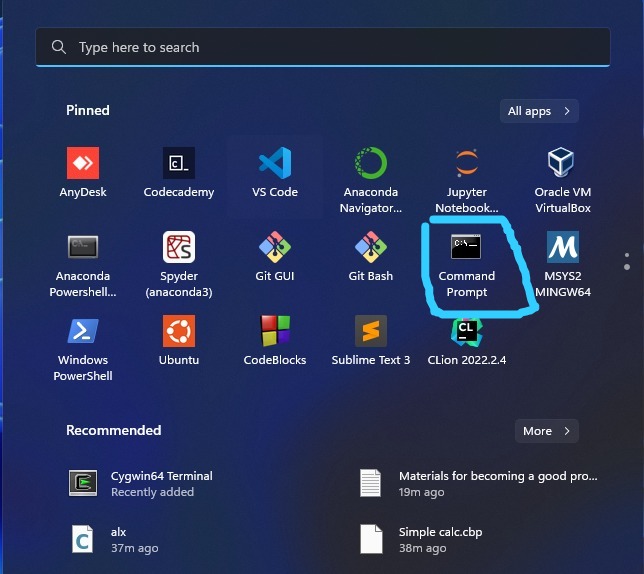 Type here to search
Pinned
All apps
AnyDesk
Codecademy
VS Code
Anaconda
Navigator...
Jupyter
Notebook...
Oracle VM
VirtualBox
Anaconda
Powershell...
Spyder
(anaconda3)
Git GUI
Git Bash
C:\_
Command
Prompt
M
MSYS2
MINGW64
Windows
PowerShell
Ubuntu
CodeBlocks
Sublime Text 3
CL
CLion 2022.2.4
Recommended
More
Cygwin64 Terminal
Recently added
Materials for becoming a good pro...
19m ago
C
alx
37m ago
Simple calc.cbp
38m ago